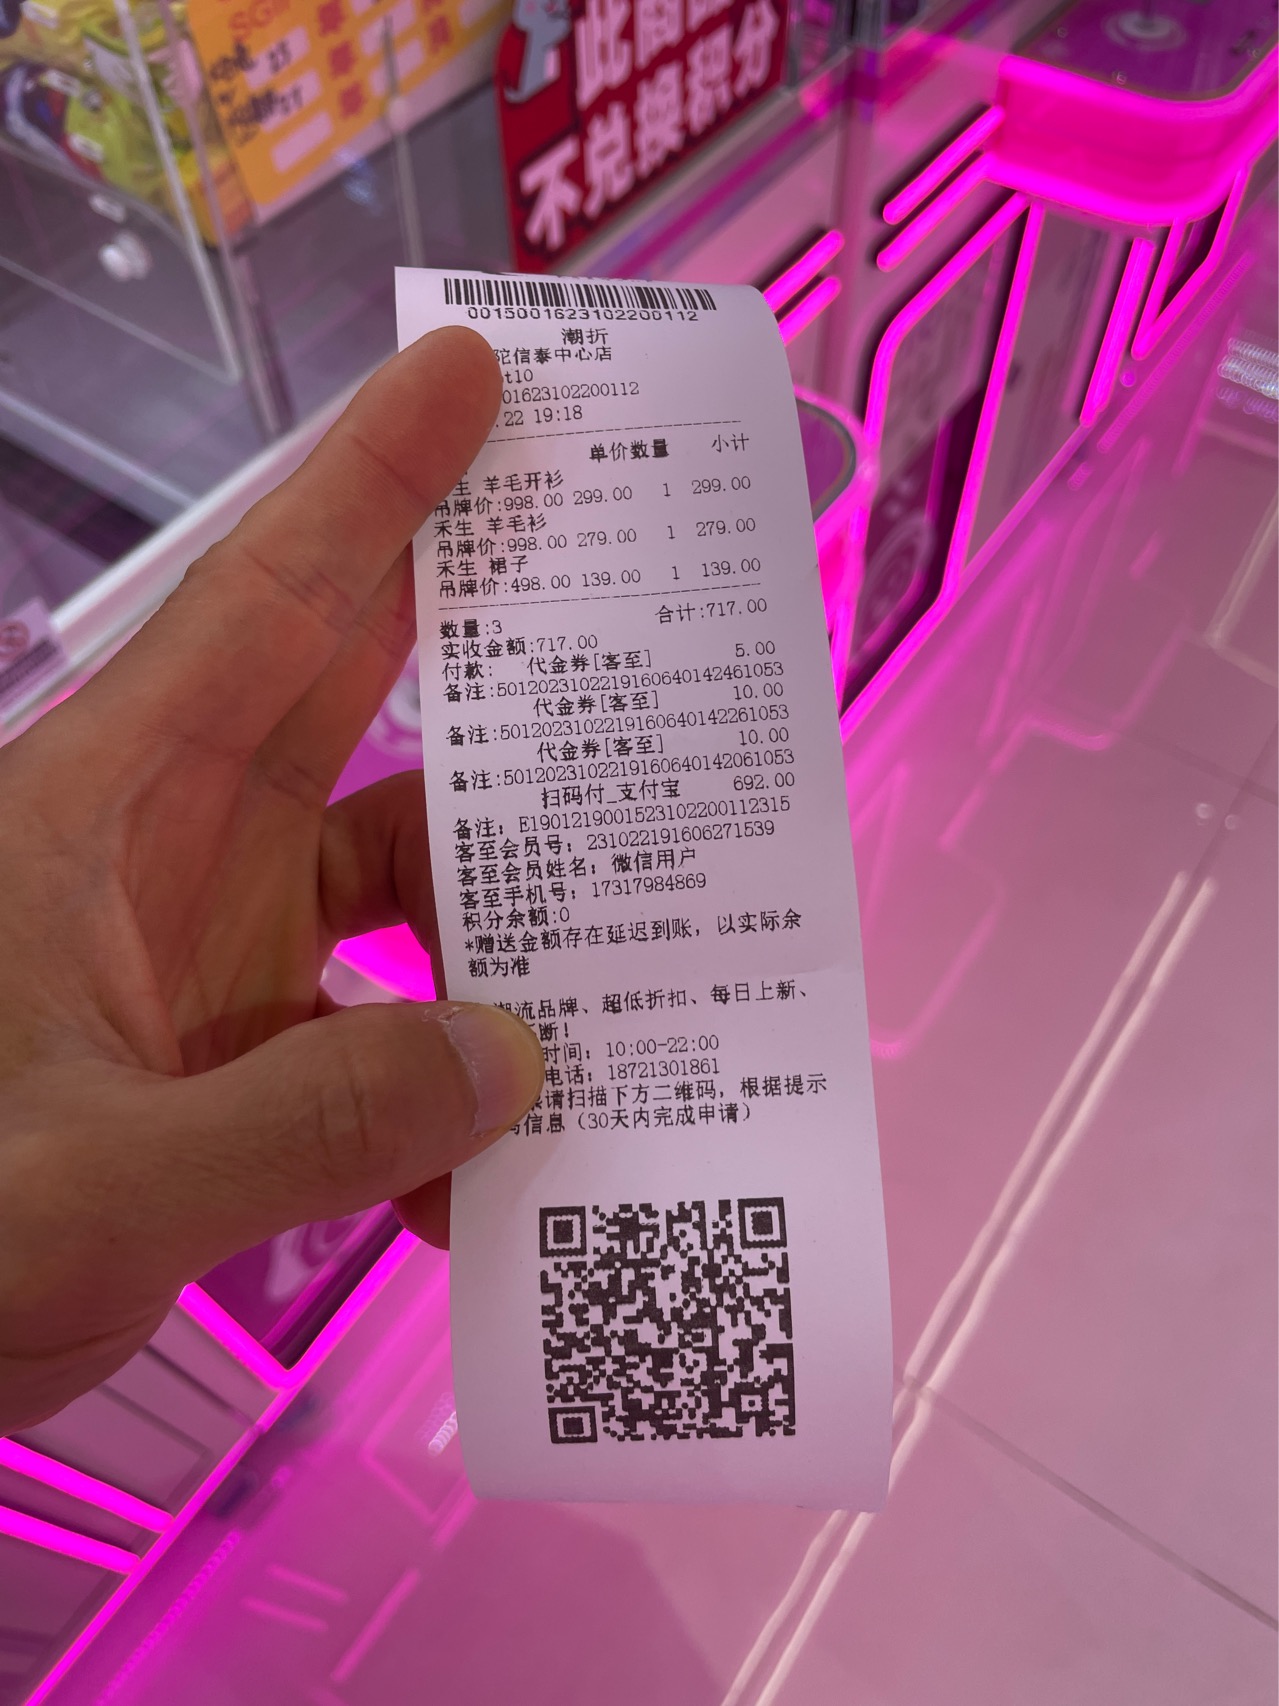 此商品
不兑换积分
0015001623102200112
潮折
陀信泰中心店
t10
01623102200112
.22 19:18
单价数量 小计
生 羊毛开衫
吊牌价:998.00 299.00 1 299.00
禾生 羊毛衫
吊牌价:998.00 279.00 1 279.00
禾生 裙子
吊牌价:498.00 139.00 1 139.00
数量:3 合计:717.00
实收金额:717.00
付款: 代金券[客至] 5.00
备注:50120231022191606401424610 53
代金券[客至] 10.00
备注:5012023102219160640142261053
代金券[客至] 10.00
备注:5012023102219160640142061053
扫码付_支付宝 692.00
备注: E1901219001523102200112315
客至会员号: 231022191606271539
客至会员姓名: 微信用户
客至手机号: 17317984869
积分余额:0
*赠送金额存在延迟到账, 以实际余
额为准
潮流品牌、超低折扣、每日上新、
断!
时间: 10:00-22:00
电话: 18721301861
请扫描下方二维码, 根据提示
信息 (30天内完成申请)